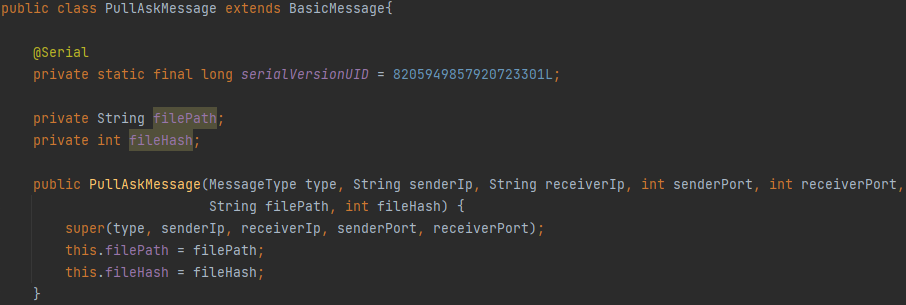 public class PullAskMessage extends BasicMessage{
@Serial
private static final long serialVersionUID = 8205949857920723301L;
private String filePath;
private int fileHash;
public PullAskMessage(MessageType type, String senderIp, String receiverIp, int senderPort, int receiverPort,
String filePath, int fileHash) {
super(type, senderIp, receiverIp, senderPort, receiverPort);
this.filePath = filePath;
this.fileHash = fileHash;
}